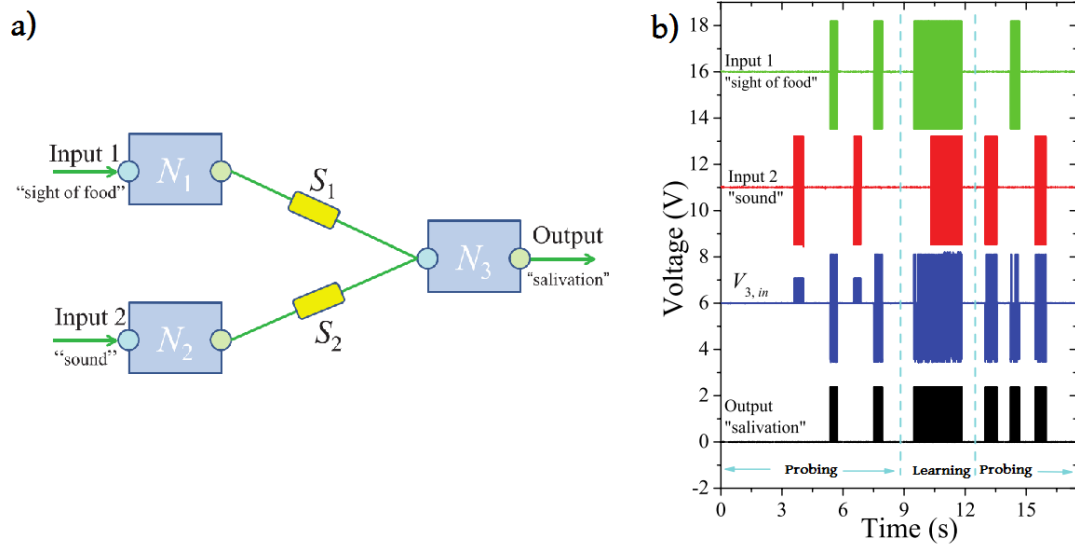 a)
Input 1
"sight of food"
N₁
S₁
N₃
Output
"salivation"
S₂
Input 2
"sound"
N₂
b)
Voltage (V)
18
16
14
12
10
8
6
4
2
0
-2
Input 1
"sight of food"
Input 2
"sound"
V₃, in
Output
"salivation"
Probing
Learning
Probing
0
3
6
9
12
15
Time (s)